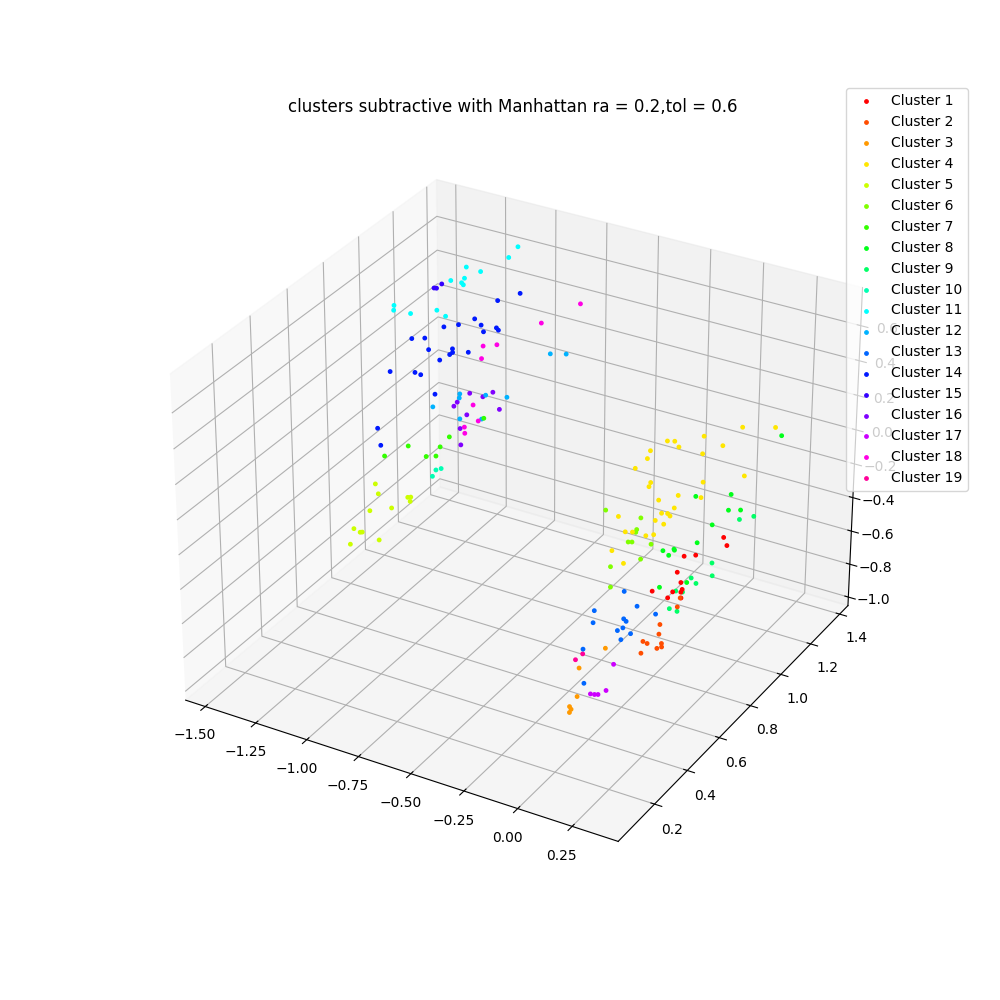 clusters subtractive with Manhattan ra = 0.2,tol = 0.6
Cluster 1
Cluster 2
Cluster 3
Cluster 4
Cluster 5
Cluster 6
Cluster 7
Cluster 8
Cluster 9
Cluster 10
Cluster 11
Cluster 12
Cluster 13
Cluster 14
Cluster 15
Cluster 16
Cluster 17
Cluster 18
Cluster 19
0.6
0.4
0.2
0.0
−0.2
−0.4
−0.6
−0.8
−1.0
1.4
1.2
1.0
0.8
0.6
0.4
0.2
−1.50
−1.25
−1.00
−0.75
−0.50
−0.25
0.00
0.25